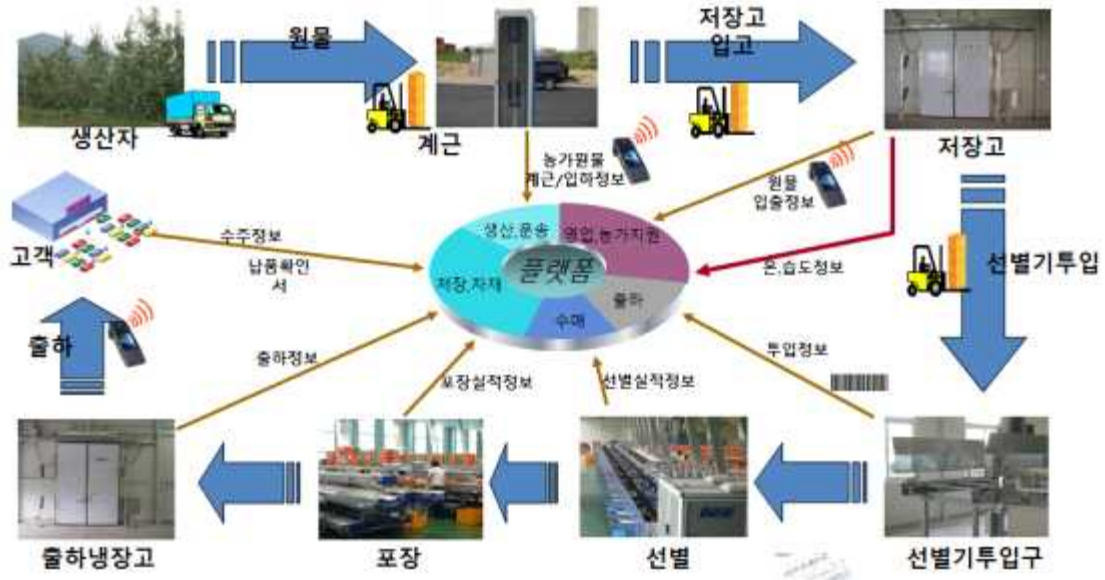 원물
저장고
입고
생산자
계근
저장고
농가원물
계근/입하정보
원물
입출정보
고객
수주정보
납품확인
서
생산,운송
영업,농가지원
플랫폼
저장,자재
출하
수매
온,습도정보
선별기투입
출하
출하정보
포장실적정보
선별실적정보
투입정보
출하냉장고
포장
선별
선별기투입구